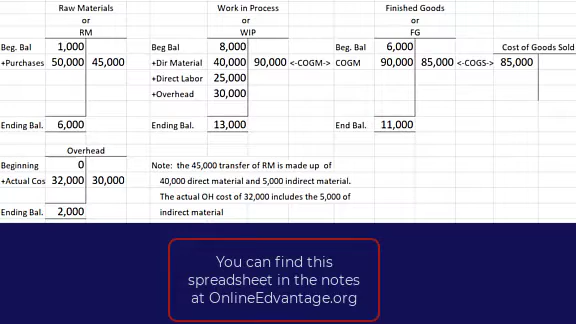 Raw Materials Work in Process Finished Goods
or or or
RM WIP FG
Beg. Bal 1,000 Beg Bal 8,000 Beg. Bal 6,000 Cost of Goods Sold
+Purchases 50,000 45,000 +Dir Material 40,000 90,000 <-COGM-> COGM 90,000 85,000 <-COGS-> 85,000
+Direct Labor 25,000
+Overhead 30,000
Ending Bal. 6,000 Ending Bal. 13,000 End Bal. 11,000
Overhead
Beginning 0 Note: the 45,000 transfer of RM is made up of
+Actual Cos 32,000 30,000 40,000 direct material and 5,000 indirect material.
The actual OH cost of 32,000 includes the 5,000 of
Ending Bal. 2,000 indirect material
You can find this
spreadsheet in the notes
at OnlineEdvantage.org